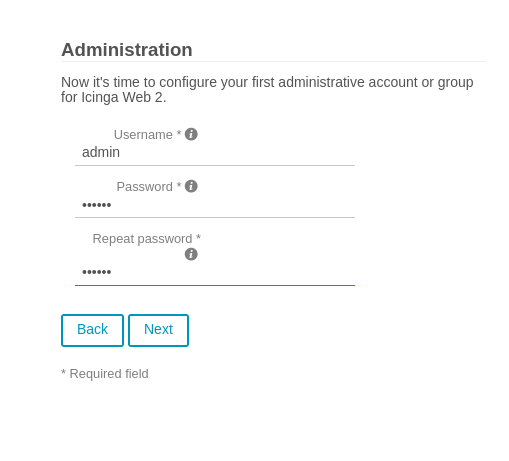 Administration
Now it's time to configure your first administrative account or group
for Icinga Web 2.
Username *
admin
Password *
••••••
Repeat password *
••••••
Back Next
* Required field